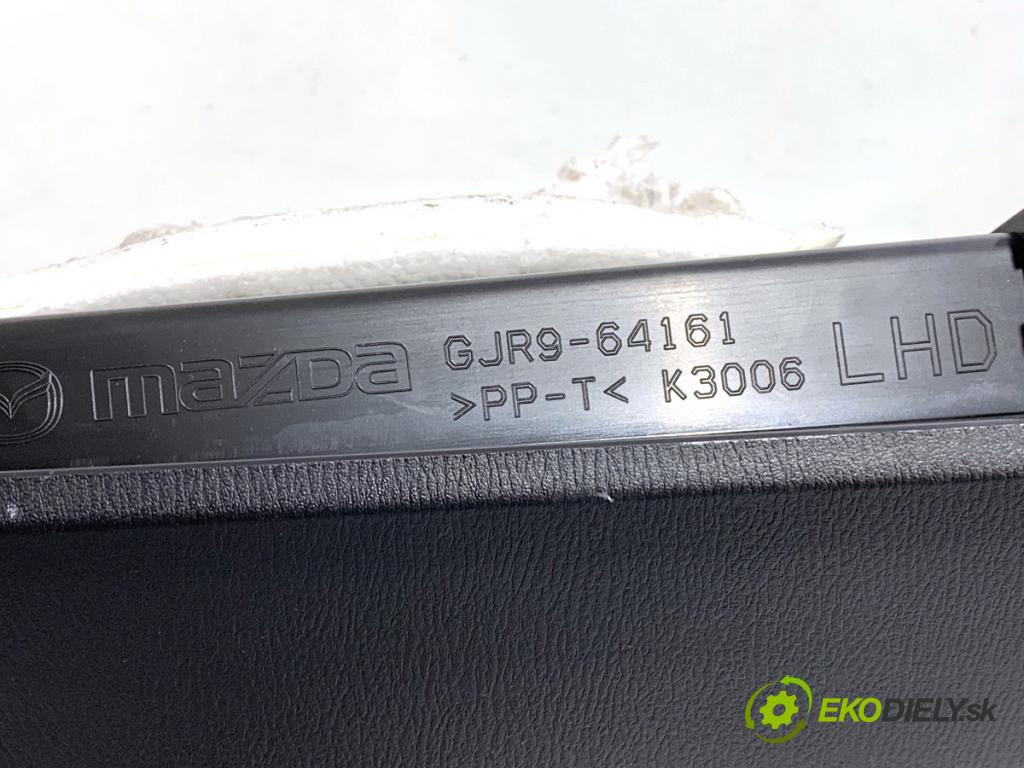 mazda GJR9-64161 LHD
>PP-T< K3006
EKODIELY.sk